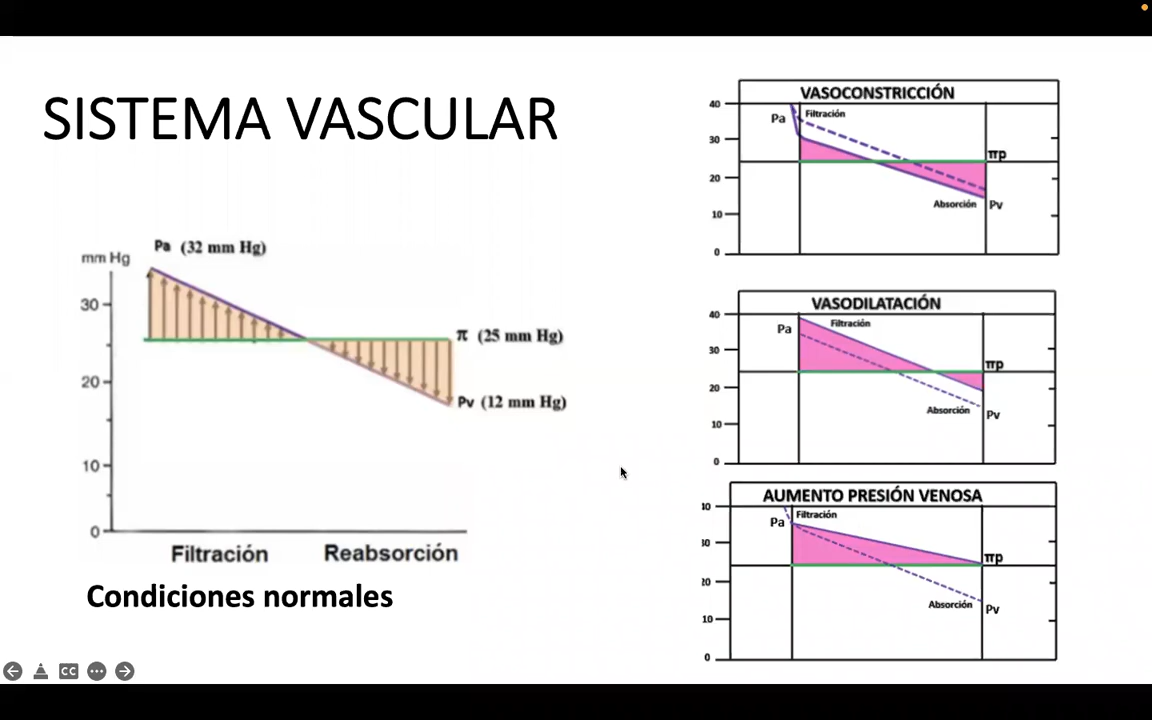 SISTEMA VASCULAR
Pa (32 mm Hg)
mm Hg
30
20
10
0
π (25 mm Hg)
Pv (12 mm Hg)
Filtración
Reabsorción
Condiciones normales
VASOCONSTRICCIÓN
40
30
20
10
0
Pa
Filtración
πp
Absorción
Pv
VASODILATACIÓN
40
30
20
10
0
Pa
Filtración
πp
Absorción
Pv
AUMENTO PRESIÓN VENOSA
Pa
Filtración
πp
20
10
0
Absorción
Pv
CC